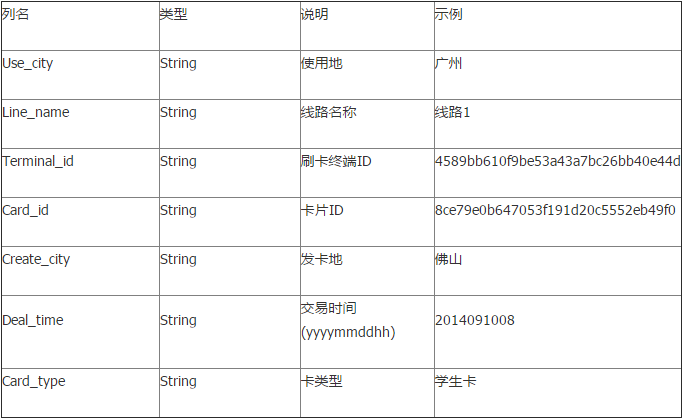 列名 类型 说明 示例
Use_city String 使用地 广州
Line_name String 线路名称 线路1
Terminal_id String 刷卡终端ID 4589bb610f9be53a43a7bc26bb40e44d
Card_id String 卡片ID 8ce79e0b647053f191d20c5552eb49f0
Create_city String 发卡地 佛山
Deal_time String 交易时间 2014091008
(yyyymmddhh)
Card_type String 卡类型 学生卡